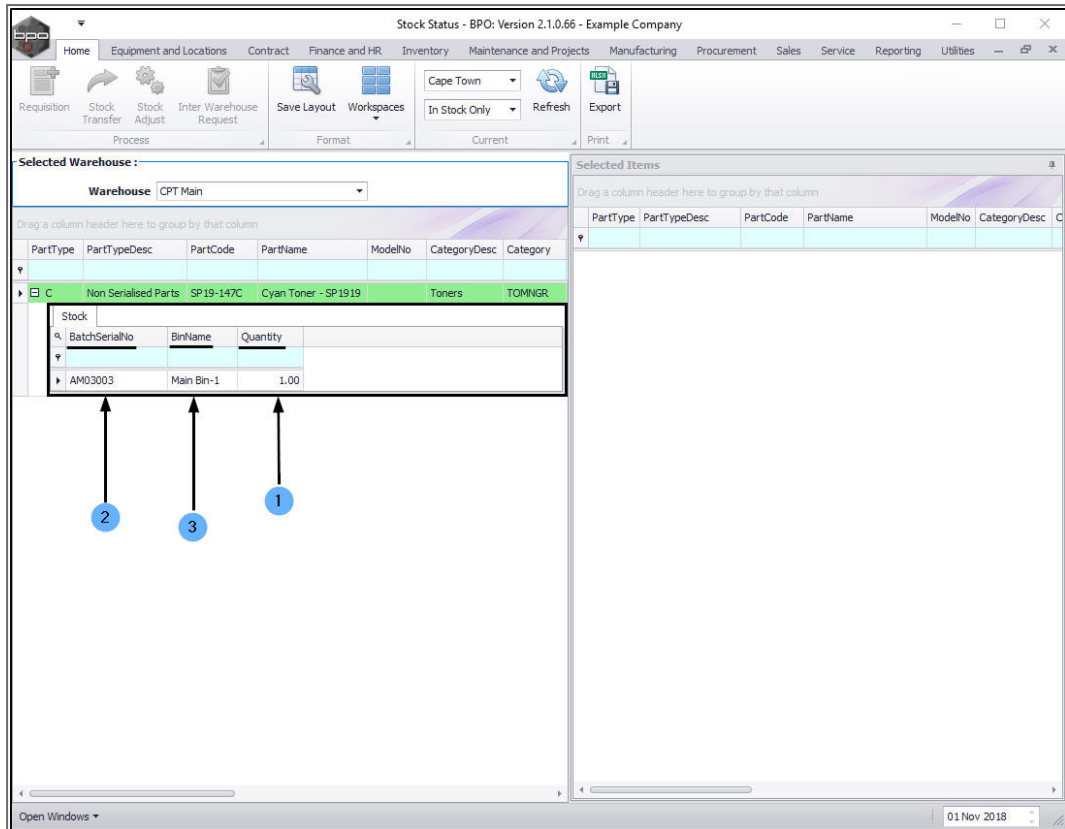 bpo
Stock Status - BPO: Version 2.1.0.66 - Example Company
Home Equipment and Locations Contract Finance and HR Inventory Maintenance and Projects Manufacturing Procurement Sales Service Reporting Utilities
Requisition Stock Transfer Stock Adjust Inter Warehouse Request Save Layout Workspaces Cape Town In Stock Only Refresh XLSX Export
Process Format Current Print
Selected Warehouse :
Warehouse CPT Main
Drag a column header here to group by that column
PartType PartTypeDesc PartCode PartName ModelNo CategoryDesc Category
C Non Serialised Parts SP19-147C Cyan Toner - SP1919 Toners TOMNGR
Stock
BatchSerialNo BinName Quantity
AM03003 Main Bin-1 1.00
1
2
3
Selected Items
Drag a column header here to group by that column
PartType PartTypeDesc PartCode PartName ModelNo CategoryDesc C
Open Windows 01 Nov 2018